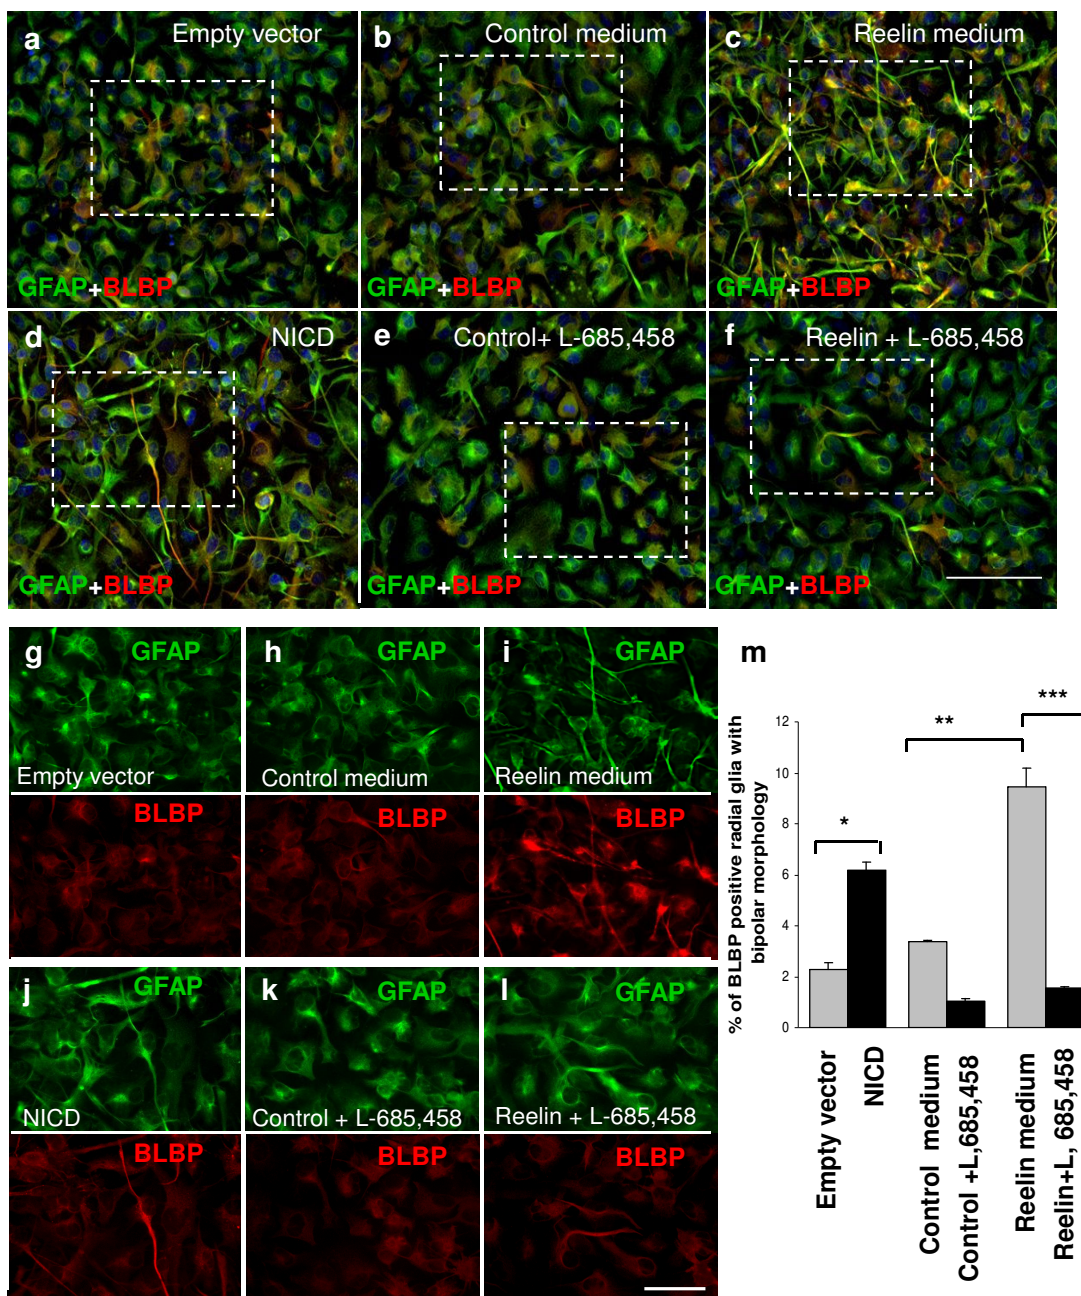 a Empty vector
GFAP+BLBP
b Control medium
GFAP+BLBP
c Reelin medium
GFAP+BLBP
d NICD
GFAP+BLBP
e Control+ L-685,458
GFAP+BLBP
f Reelin + L-685,458
GFAP+BLBP
g GFAP
Empty vector
BLBP
h GFAP
Control medium
BLBP
i GFAP
Reelin medium
BLBP
j GFAP
NICD
BLBP
k GFAP
Control + L-685,458
BLBP
l GFAP
Reelin + L-685,458
BLBP
m
% of BLBP positive radial glia with
bipolar morphology
12
10
8
6
4
2
0
*
**
***
Empty vector
NICD
Control medium
Control +L,685,458
Reelin medium
Reelin+L, 685,458